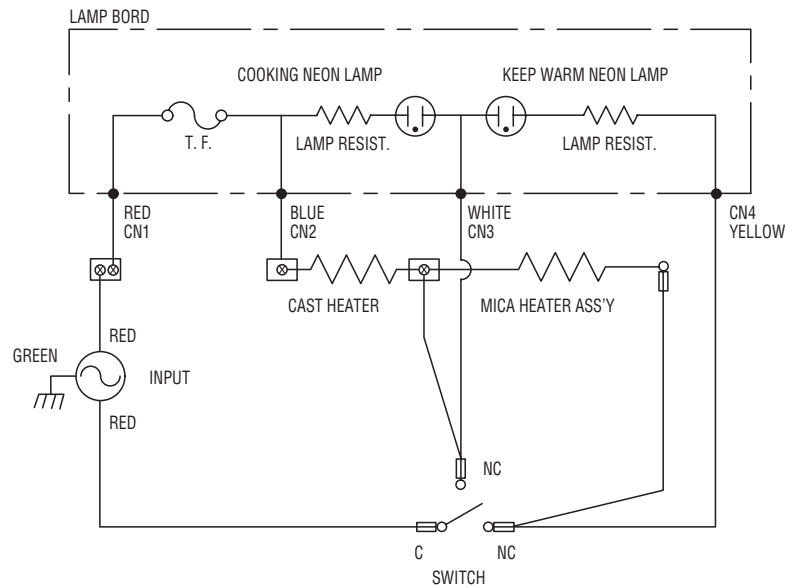 LAMP BORD
COOKING NEON LAMP
KEEP WARM NEON LAMP
T. F.
LAMP RESIST.
LAMP RESIST.
RED
CN1
BLUE
CN2
WHITE
CN3
CN4
YELLOW
CAST HEATER
MICA HEATER ASS'Y
RED
GREEN
INPUT
RED
NC
C
NC
SWITCH